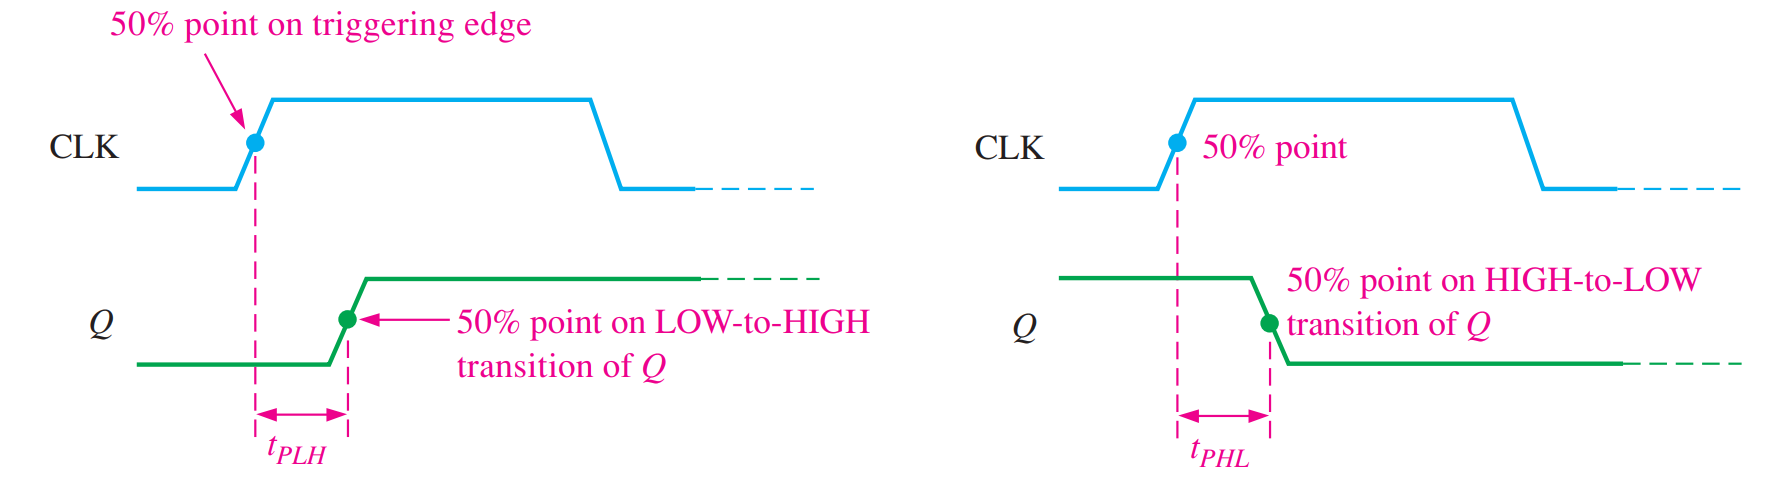 50% point on triggering edge
CLK
Q
50% point on LOW-to-HIGH
transition of Q
tPLH
CLK
50% point
Q
50% point on HIGH-to-LOW
transition of Q
tPHL